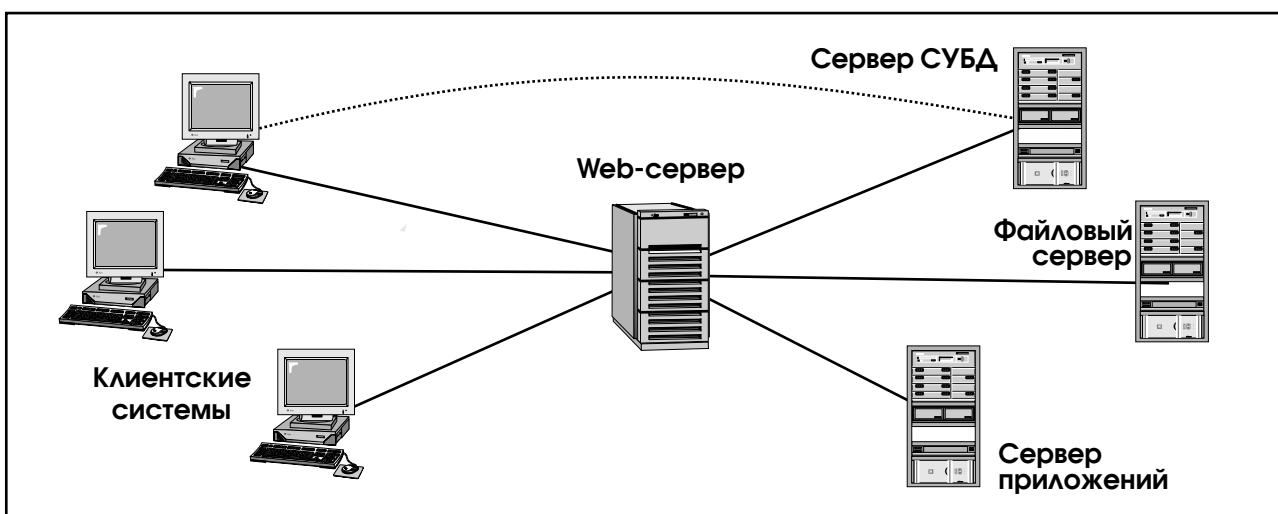 Сервер СУБД
Web-сервер
Файловый
сервер
Клиентские
системы
Сервер
приложений